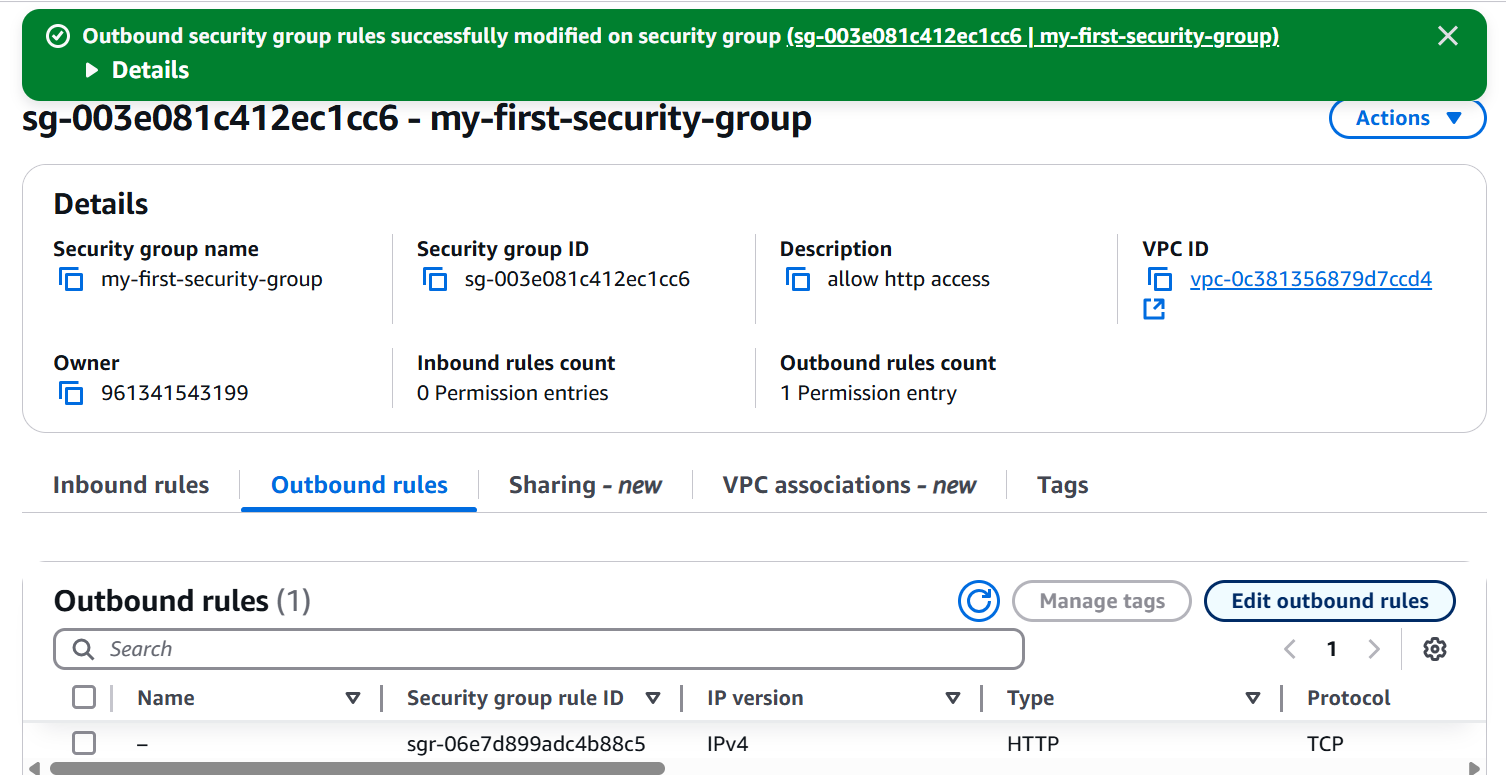 Outbound security group rules successfully modified on security group (sg-003e081c412ec1cc6 | my-first-security-group)
Details
sg-003e081c412ec1cc6 - my-first-security-group
Actions
Details
Security group name
my-first-security-group
Security group ID
sg-003e081c412ec1cc6
Description
allow http access
VPC ID
vpc-0c381356879d7ccd4
Owner
961341543199
Inbound rules count
0 Permission entries
Outbound rules count
1 Permission entry
Inbound rules
Outbound rules
Sharing - new
VPC associations - new
Tags
Outbound rules (1)
Manage tags
Edit outbound rules
Search
1
Name
Security group rule ID
IP version
Type
Protocol
–
sgr-06e7d899adc4b88c5
IPv4
HTTP
TCP